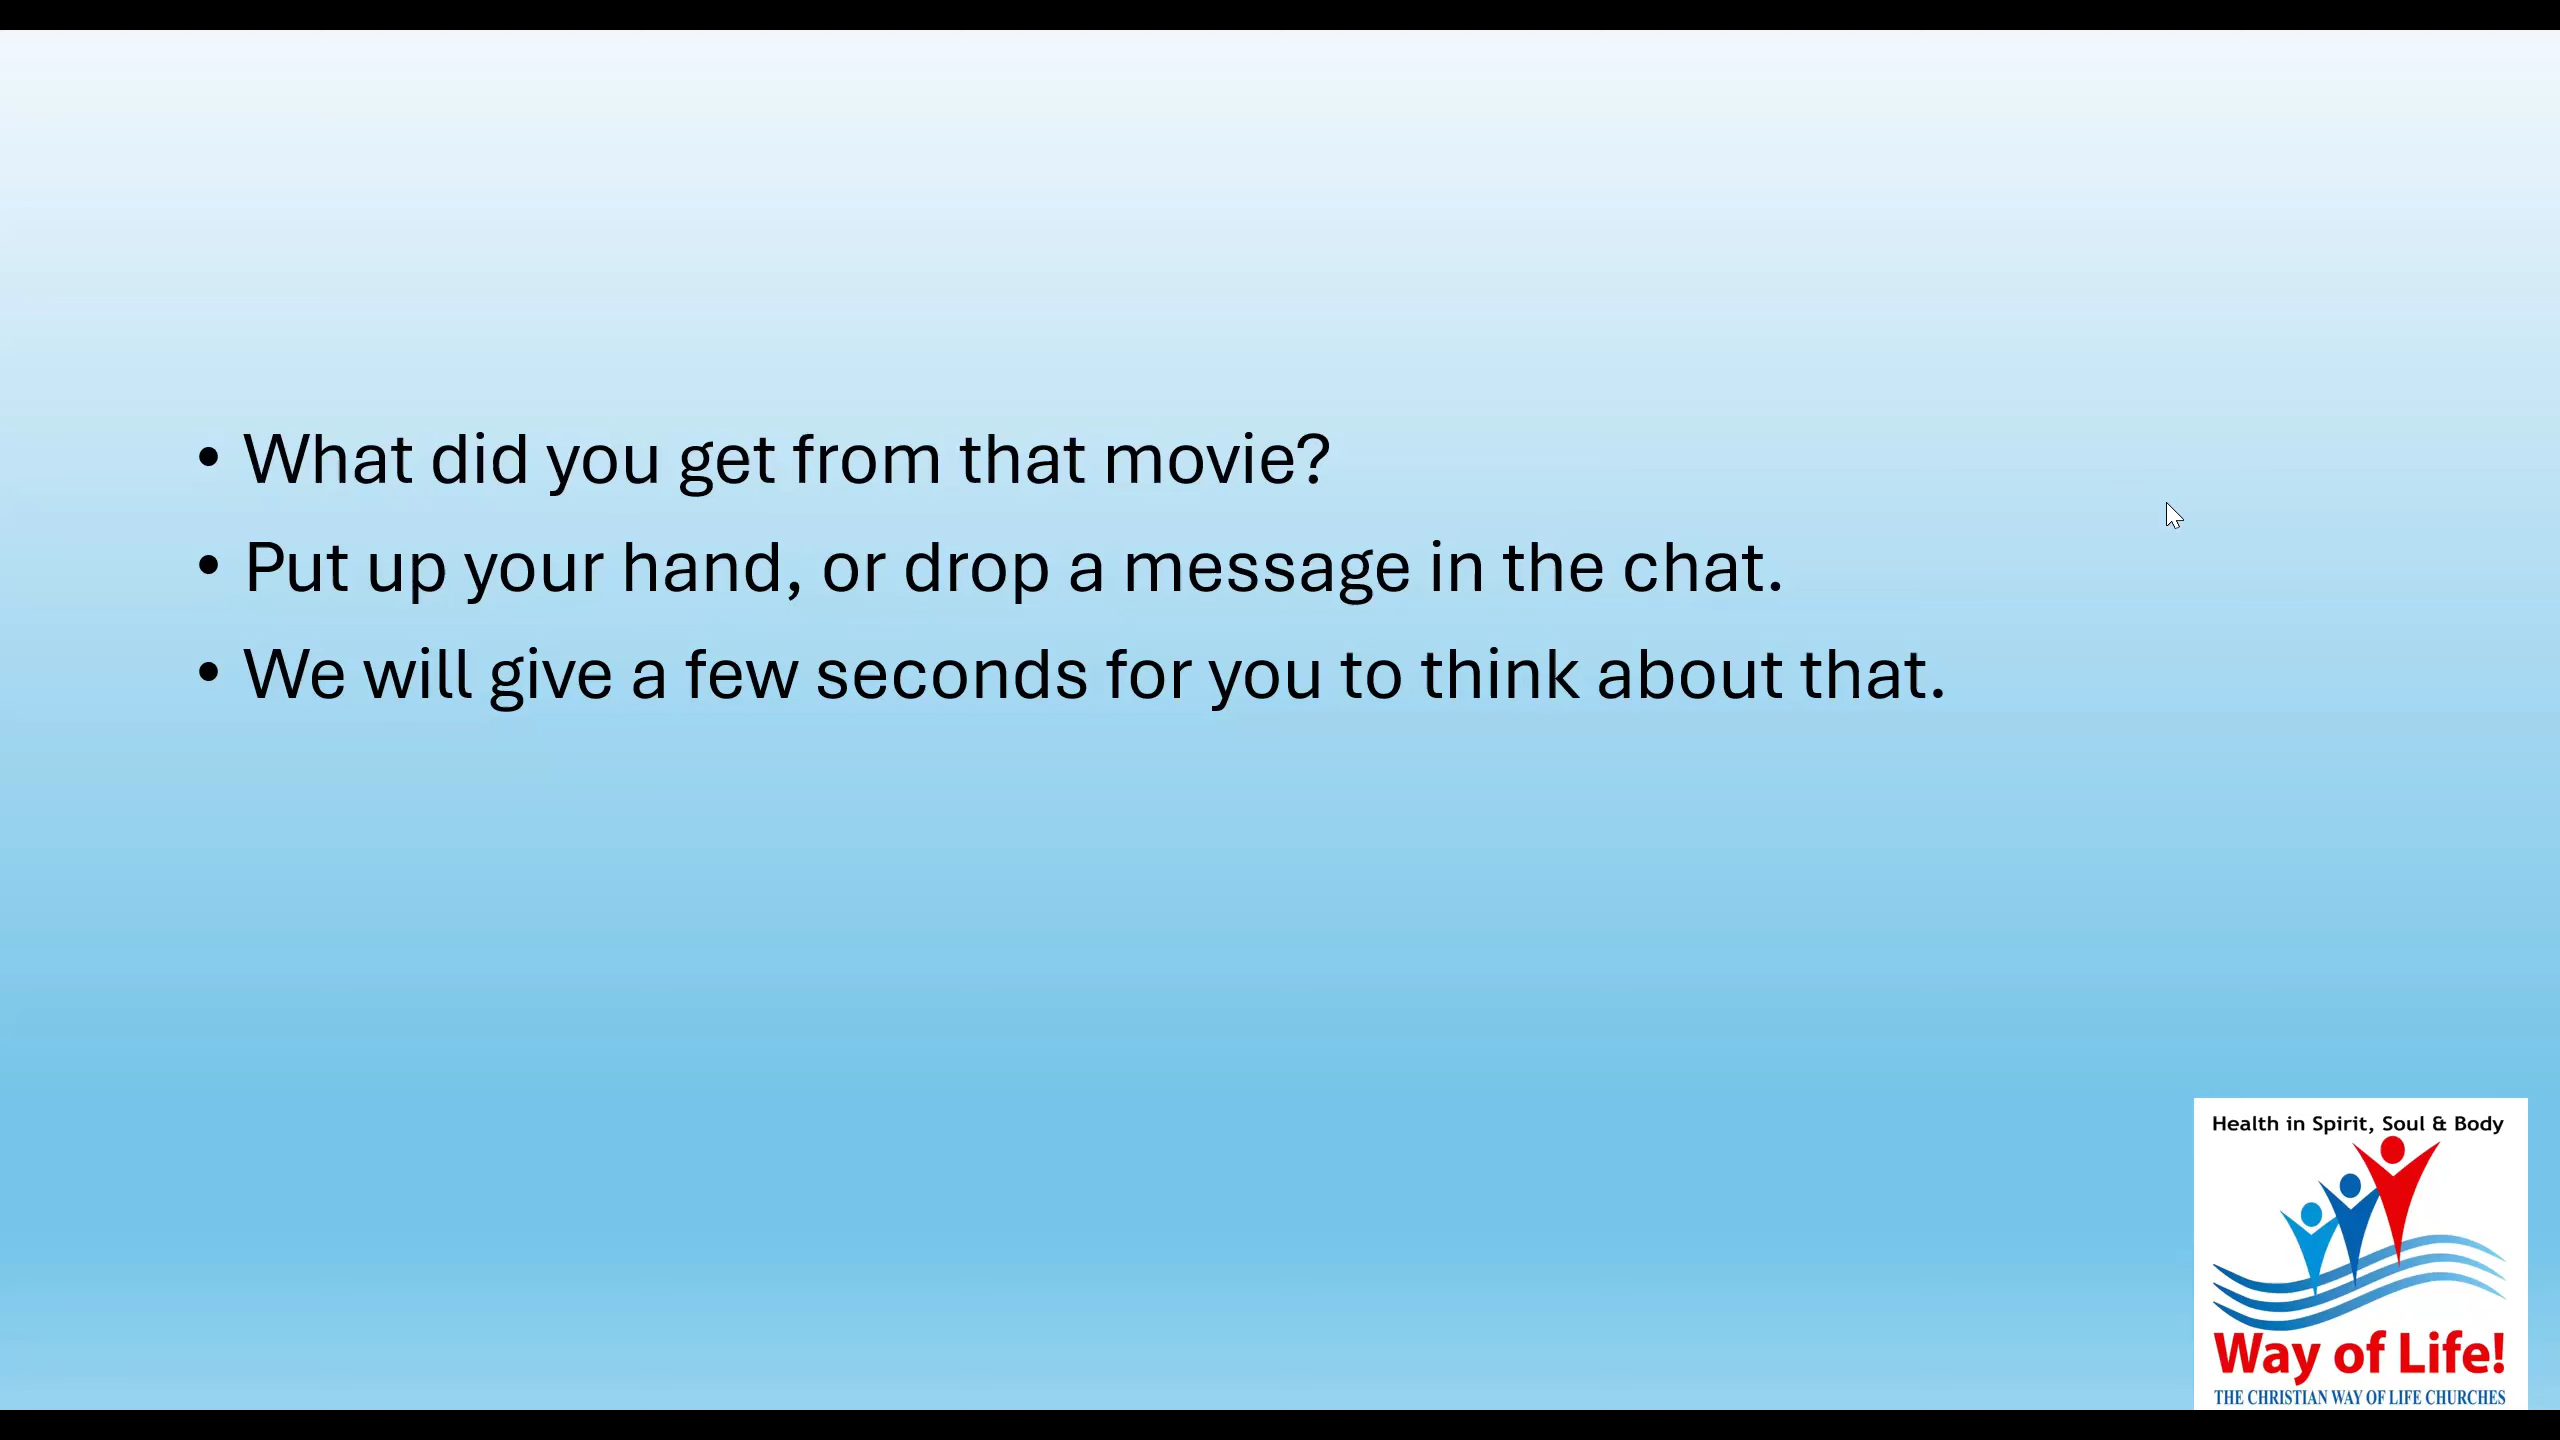 • What did you get from that movie?
• Put up your hand, or drop a message in the chat.
• We will give a few seconds for you to think about that.
Health in Spirit, Soul & Body
Way of Life!
THE CHRISTIAN WAY OF LIFE CHURCHES